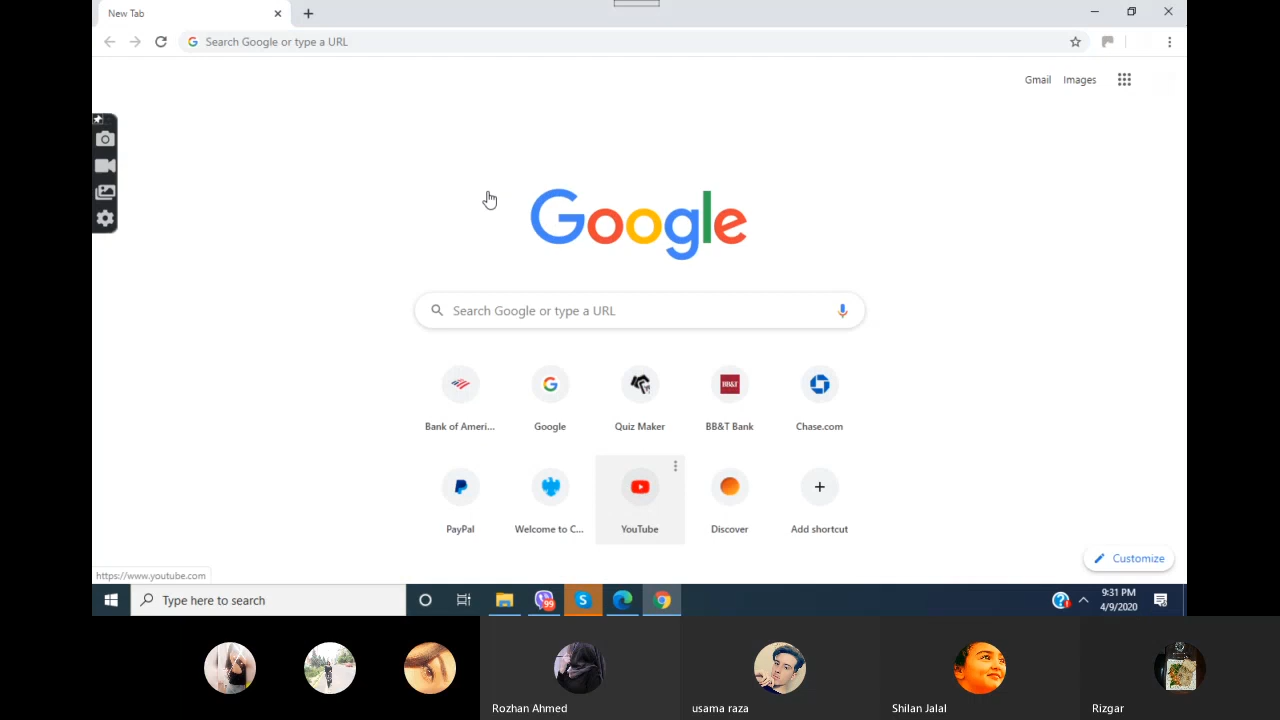 New Tab
Search Google or type a URL
Gmail Images
Google
Search Google or type a URL
Bank of Ameri... Google Quiz Maker BB&T Bank Chase.com
BB&T
PayPal Welcome to C... YouTube Discover Add shortcut
Customize
https://www.youtube.com
Type here to search
99
9:31 PM
4/9/2020
Rozhan Ahmed usama raza Shilan Jalal Rizgar